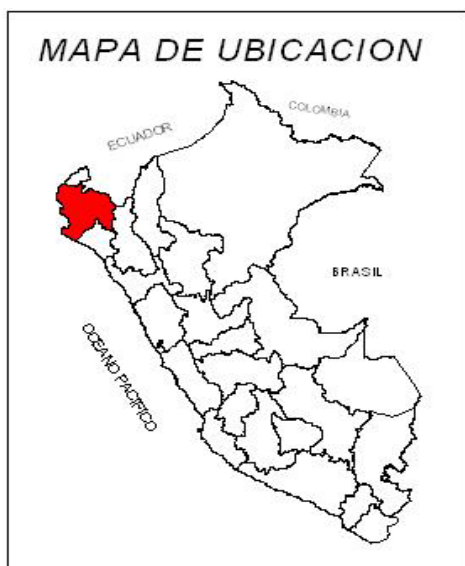 MAPA DE UBICACION
COLOMBIA
ECUADOR
BRASIL
OCEANO PACIFICO